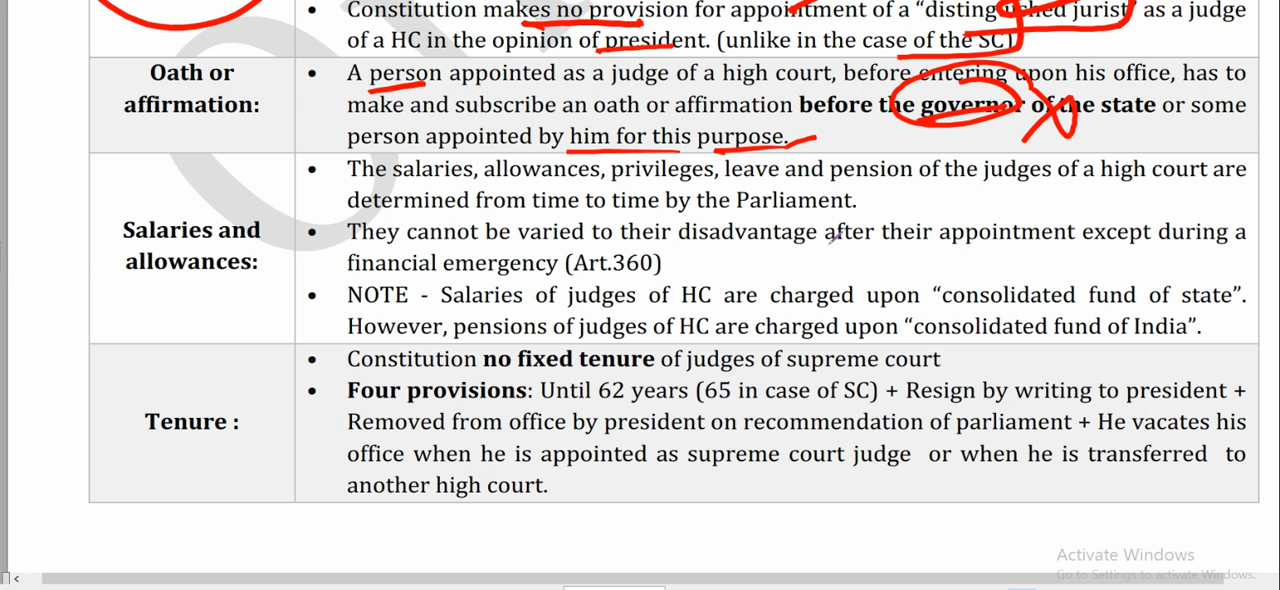 • Constitution makes no provision for appointment of a “distinguished jurist” as a judge
of a HC in the opinion of president. (unlike in the case of the SC)
Oath or
affirmation:
• A person appointed as a judge of a high court, before entering upon his office, has to
make and subscribe an oath or affirmation before the governor of the state or some
person appointed by him for this purpose.
Salaries and
allowances:
• The salaries, allowances, privileges, leave and pension of the judges of a high court are
determined from time to time by the Parliament.
• They cannot be varied to their disadvantage after their appointment except during a
financial emergency (Art.360)
• NOTE - Salaries of judges of HC are charged upon “consolidated fund of state”.
However, pensions of judges of HC are charged upon “consolidated fund of India”.
Tenure :
• Constitution no fixed tenure of judges of supreme court
• Four provisions: Until 62 years (65 in case of SC) + Resign by writing to president +
Removed from office by president on recommendation of parliament + He vacates his
office when he is appointed as supreme court judge or when he is transferred to
another high court.
Activate Windows
Go to Settings to activate Windows.